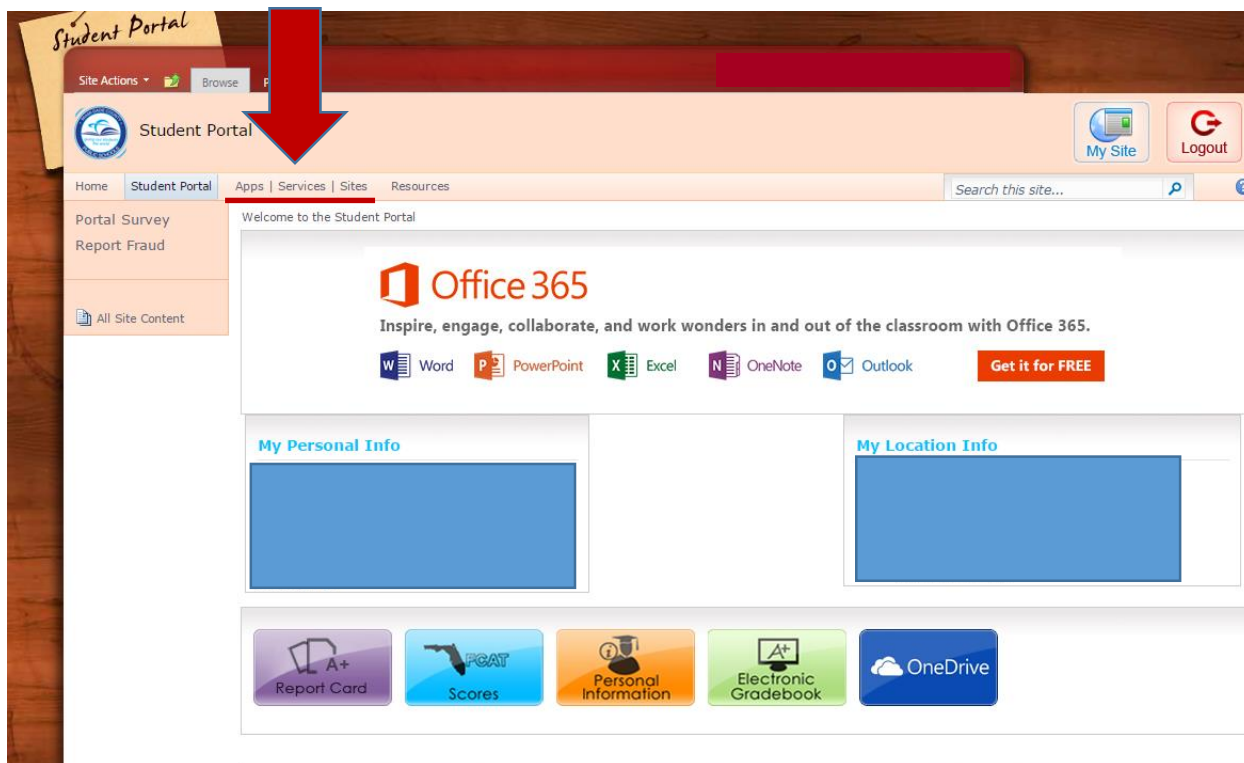 Student Portal
Site Actions
Browse
Student Portal
My Site
Logout
Home Student Portal Apps | Services | Sites Resources
Search this site...
Portal Survey
Report Fraud
All Site Content
Welcome to the Student Portal
Office 365
Inspire, engage, collaborate, and work wonders in and out of the classroom with Office 365.
Word PowerPoint Excel OneNote Outlook Get it for FREE
My Personal Info
My Location Info
A+
Report Card
FCAT
Scores
Personal
Information
A+
Electronic
Gradebook
OneDrive